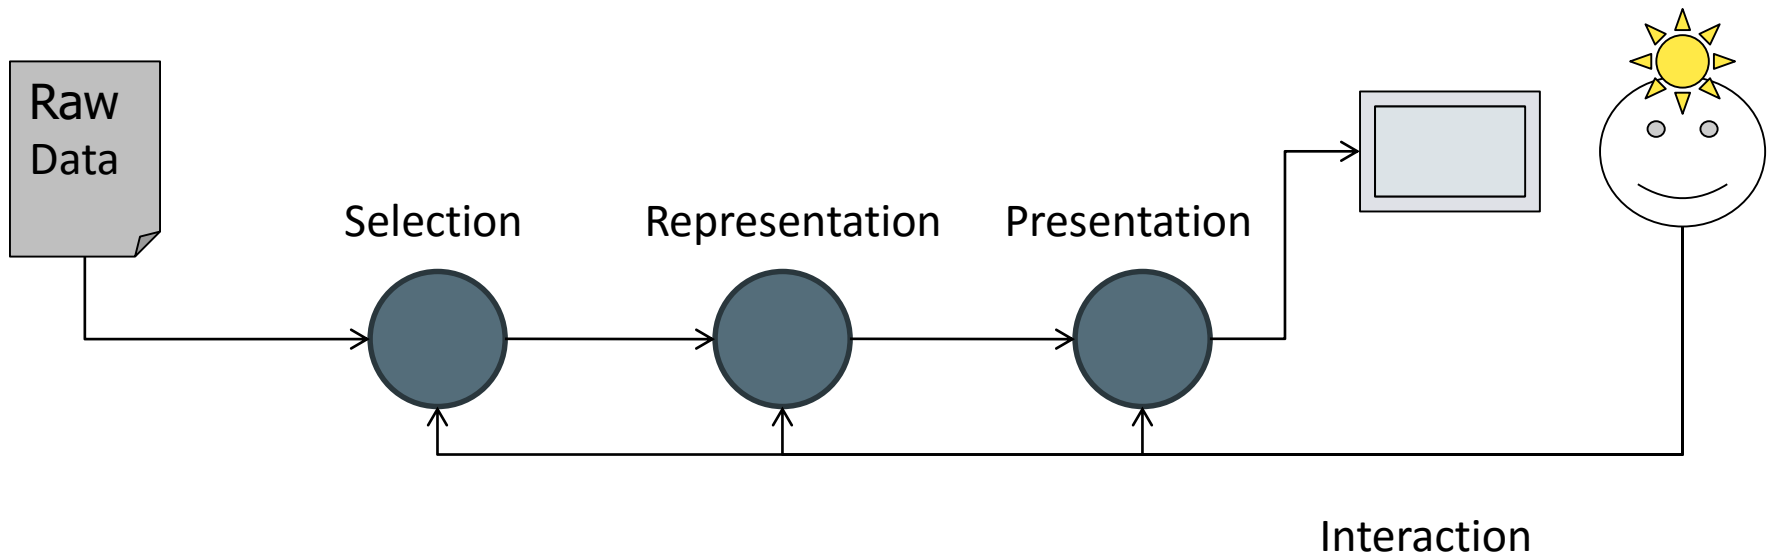 Raw
Data
Selection
Representation
Presentation
Interaction